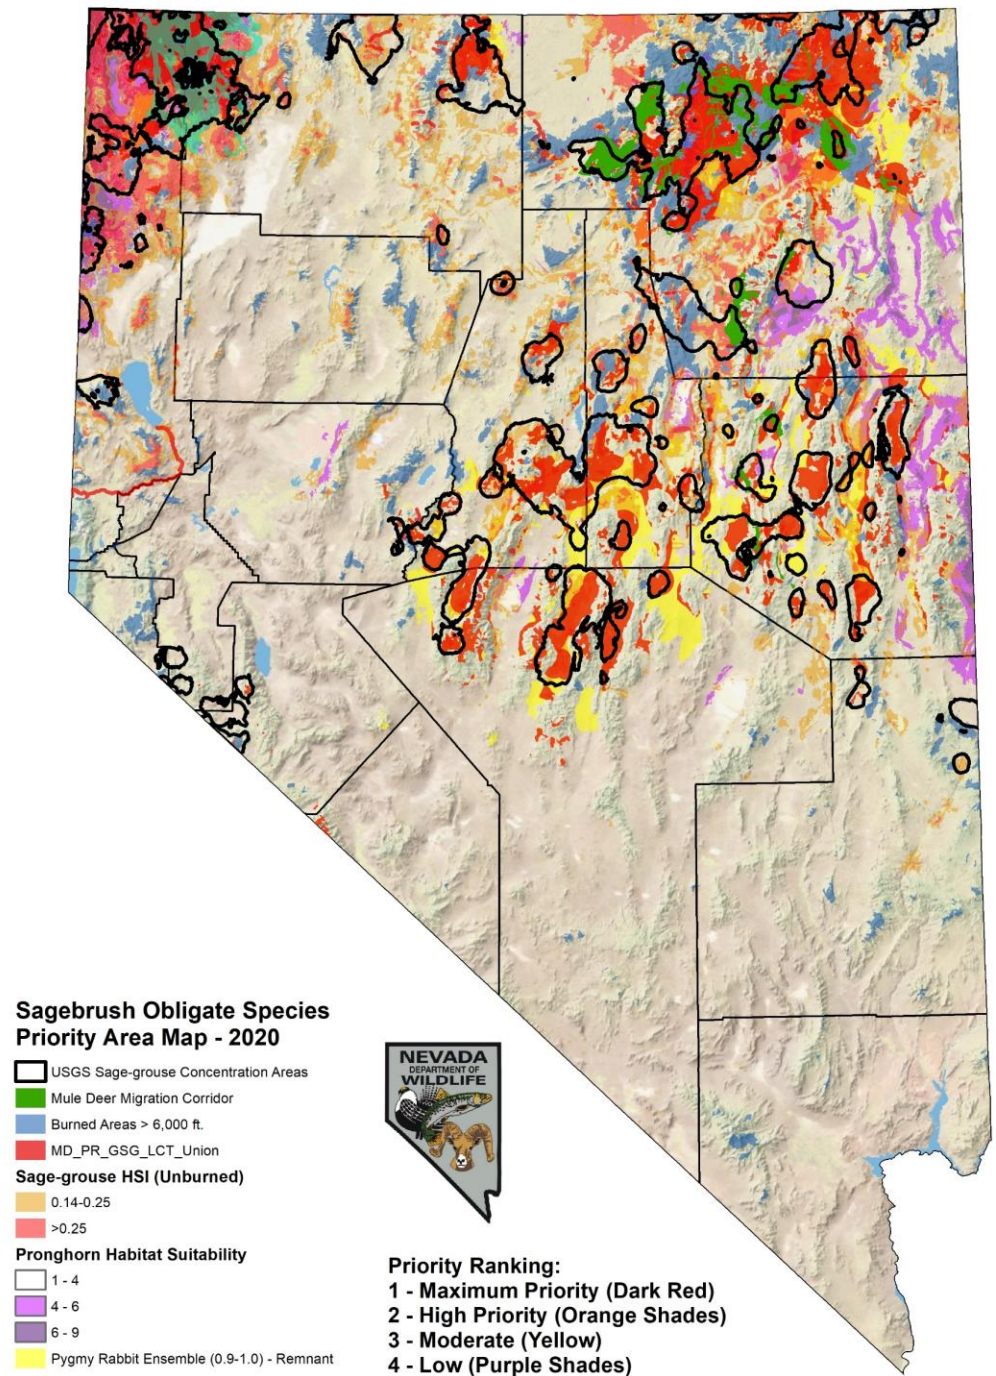 Sagebrush Obligate Species
Priority Area Map - 2020
USGS Sage-grouse Concentration Areas
Mule Deer Migration Corridor
Burned Areas > 6,000 ft.
MD_PR_GSG_LCT_Union
Sage-grouse HSI (Unburned)
0.14-0.25
>0.25
Pronghorn Habitat Suitability
1 - 4
4 - 6
6 - 9
Pygmy Rabbit Ensemble (0.9-1.0) - Remnant
NEVADA
DEPARTMENT OF
WILDLIFE
Priority Ranking:
1 - Maximum Priority (Dark Red)
2 - High Priority (Orange Shades)
3 - Moderate (Yellow)
4 - Low (Purple Shades)